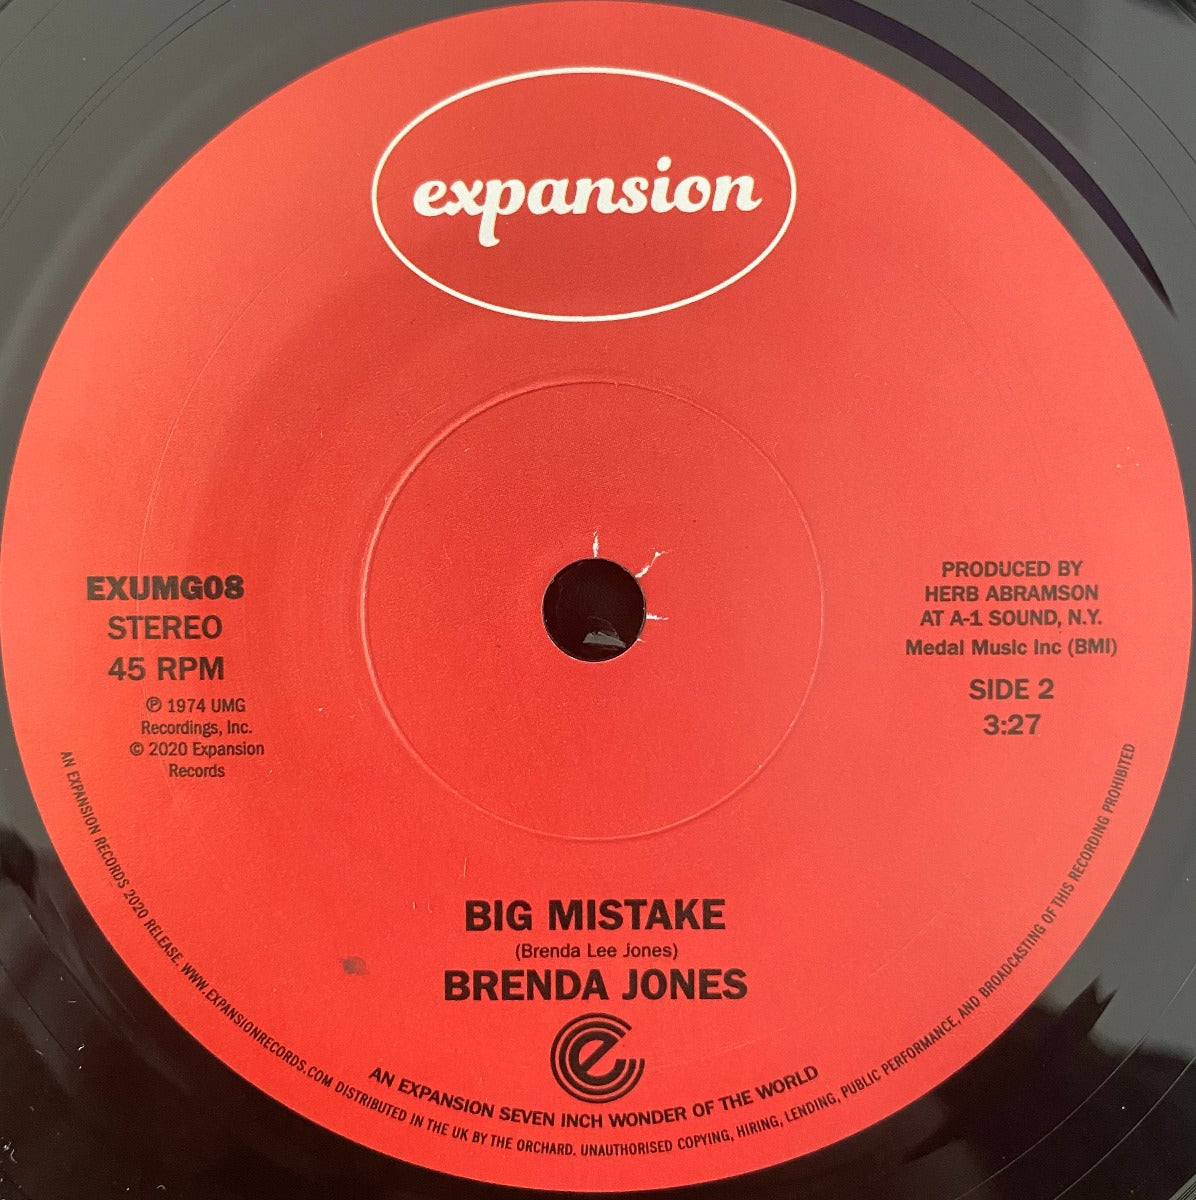 expansion
EXUMG08
STEREO
45 RPM
℗ 1974 UMG
Recordings, Inc.
© 2020 Expansion
Records
PRODUCED BY
HERB ABRAMSON
AT A-1 SOUND, N.Y.
Medal Music Inc (BMI)
SIDE 2
3:27
BIG MISTAKE
(Brenda Lee Jones)
BRENDA JONES
e
AN EXPANSION SEVEN INCH WONDER OF THE WORLD
AN EXPANSION RECORDS 2020 RELEASE. WWW.EXPANSIONRECORDS.COM DISTRIBUTED IN THE UK BY THE ORCHARD. UNAUTHORISED COPYING, HIRING, LENDING, PUBLIC PERFORMANCE, AND BROADCASTING OF THIS RECORDING PROHIBITED